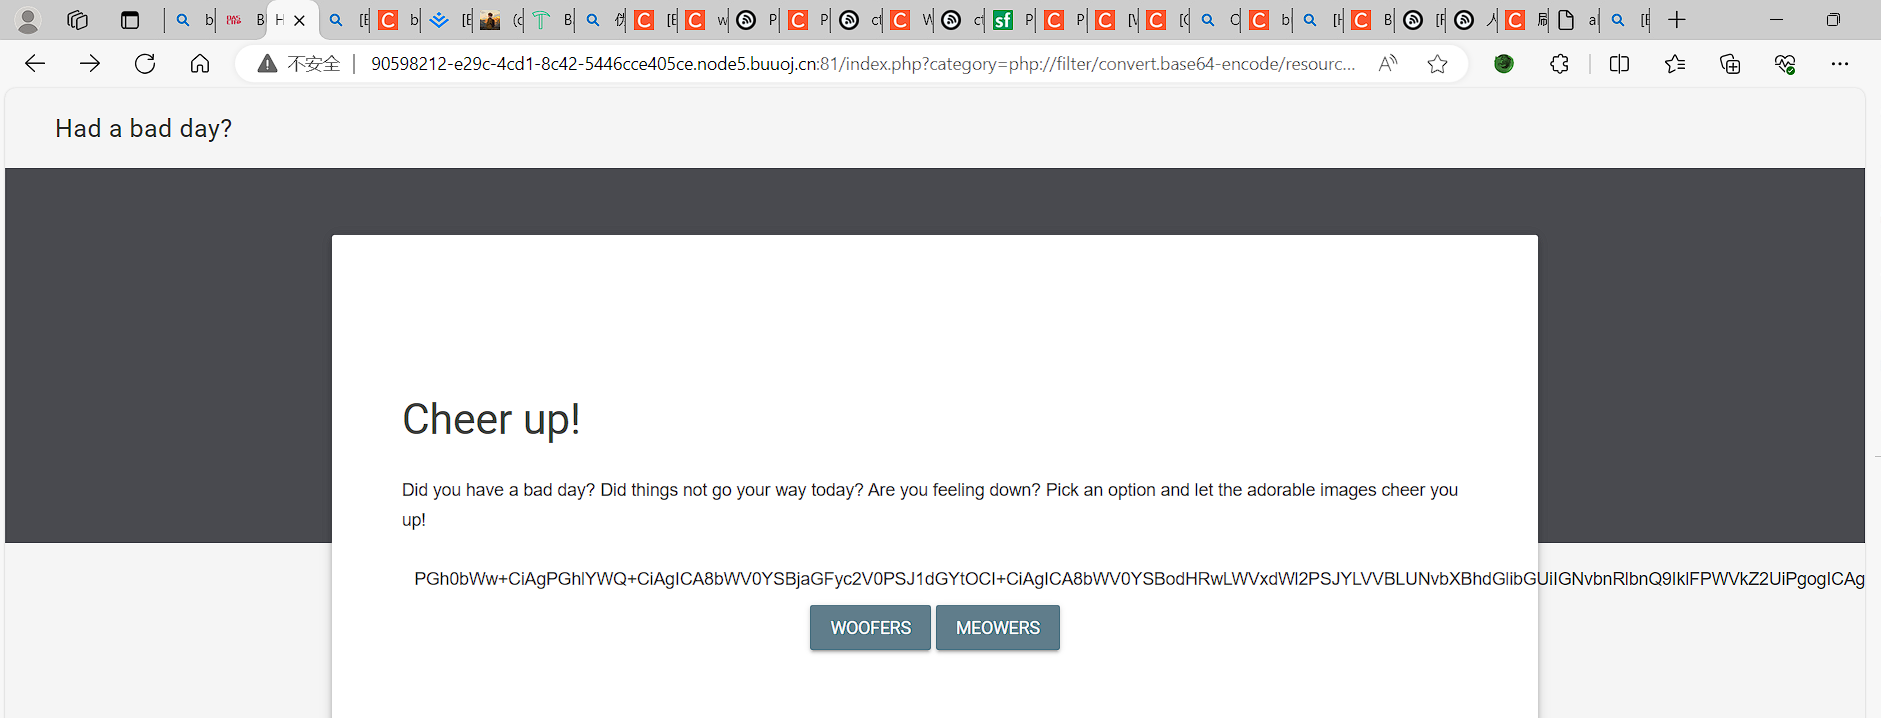 不安全 90598212-e29c-4cd1-8c42-5446cce405ce.node5.buuoj.cn:81/index.php?category=php://filter/convert.base64-encode/resourc...
Had a bad day?
Cheer up!
Did you have a bad day? Did things not go your way today? Are you feeling down? Pick an option and let the adorable images cheer you
up!
PGh0bWw+CiAgPGhlYWQ+CiAgICA8bWV0YSBjaGFyc2V0PSJ1dGYtOCI+CiAgICA8bWV0YSBodHRwLWVxdWl2PSJYLVVBLUNvbXBhdGlibGUiIGNvbnRlbnQ9IklFPWVkZ2UiPgogICAg
WOOFERS MEOWERS